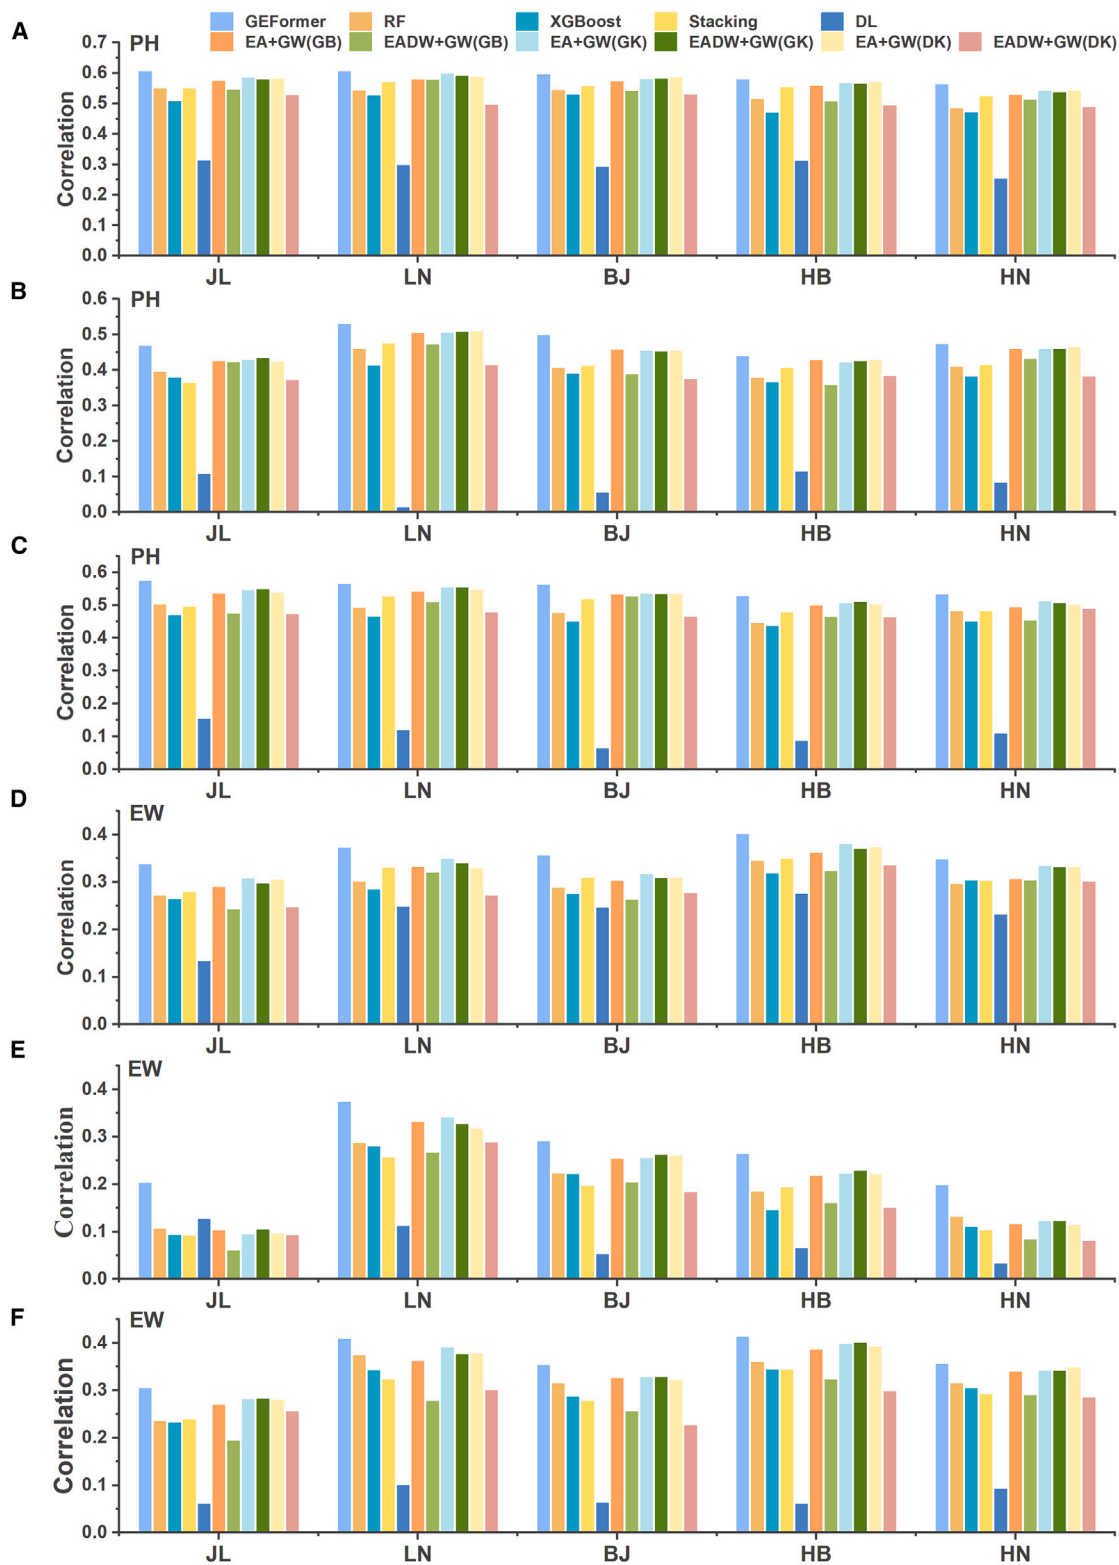 GEFormer RF XGBoost Stacking DL
EA+GW(GB) EADW+GW(GB) EA+GW(GK) EADW+GW(GK) EA+GW(DK) EADW+GW(DK)
A
PH
Correlation
0.7
0.6
0.5
0.4
0.3
0.2
0.1
0.0
JL LN BJ HB HN
B
PH
Correlation
0.6
0.5
0.4
0.3
0.2
0.1
0.0
JL LN BJ HB HN
C
PH
Correlation
0.6
0.5
0.4
0.3
0.2
0.1
0.0
JL LN BJ HB HN
D
EW
Correlation
0.4
0.3
0.2
0.1
0.0
JL LN BJ HB HN
E
EW
Correlation
0.4
0.3
0.2
0.1
0.0
JL LN BJ HB HN
F
EW
Correlation
0.4
0.3
0.2
0.1
0.0
JL LN BJ HB HN